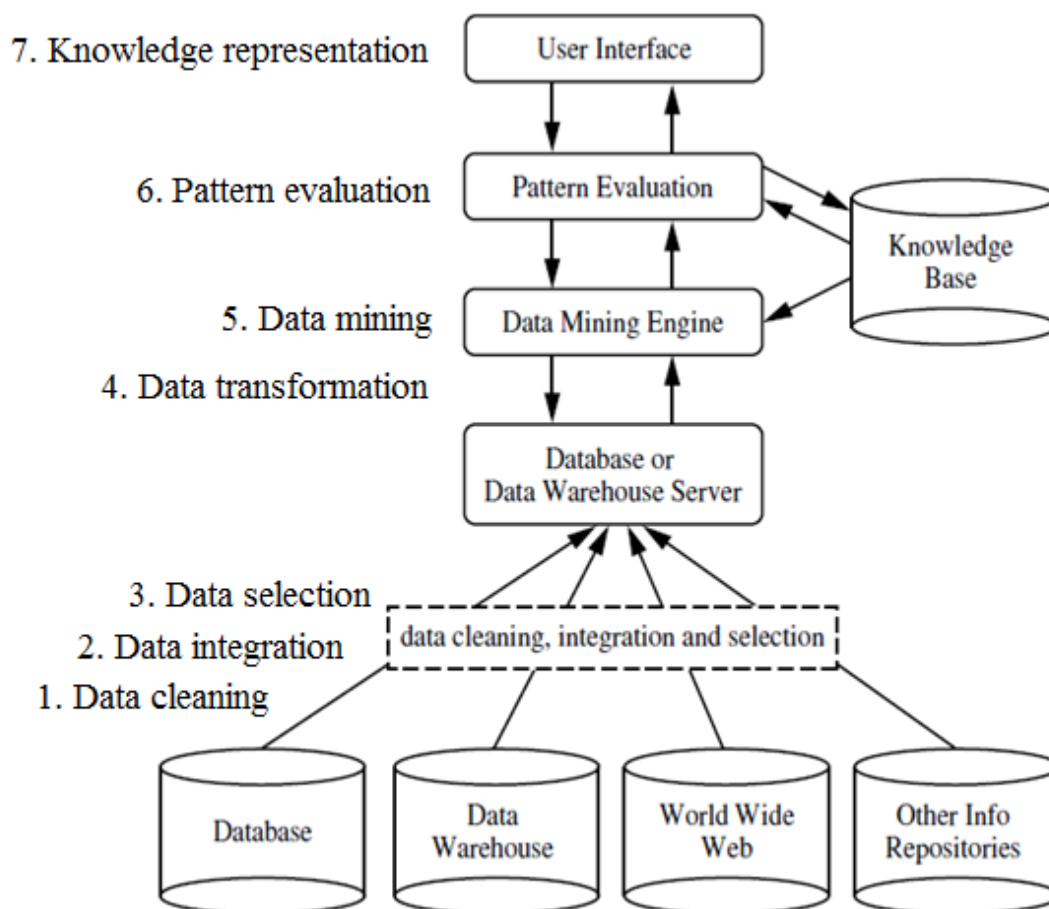 7. Knowledge representation
User Interface
6. Pattern evaluation
Pattern Evaluation
Knowledge
Base
5. Data mining
Data Mining Engine
4. Data transformation
Database or
Data Warehouse Server
3. Data selection
data cleaning, integration and selection
2. Data integration
1. Data cleaning
Database
Data
Warehouse
World Wide
Web
Other Info
Repositories